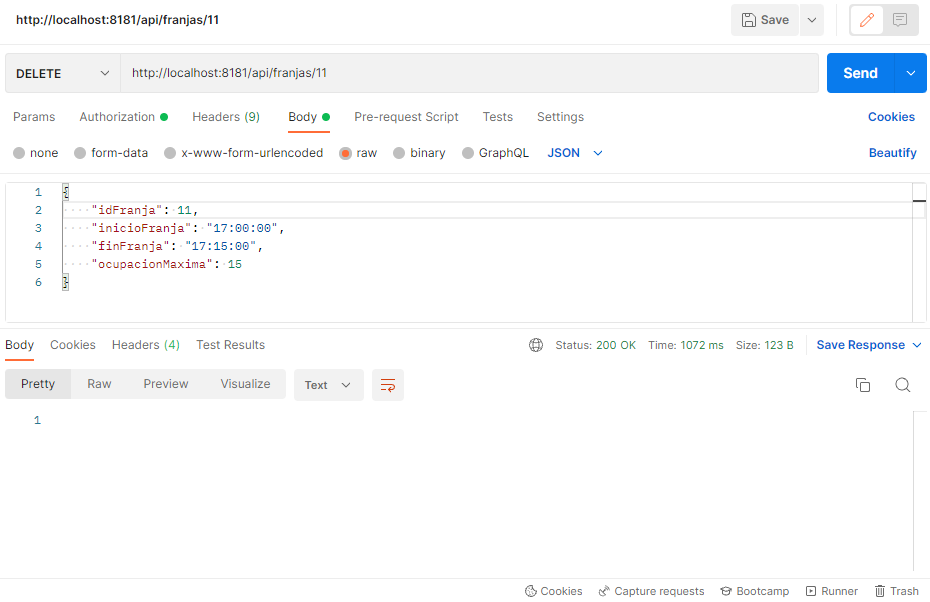 http://localhost:8181/api/franjas/11 Save
DELETE http://localhost:8181/api/franjas/11 Send
Params Authorization Headers (9) Body Pre-request Script Tests Settings Cookies
none form-data x-www-form-urlencoded raw binary GraphQL JSON Beautify
1 {
2 ····"idFranja":·11,
3 ····"inicioFranja":·"17:00:00",
4 ····"finFranja":·"17:15:00",
5 ····"ocupacionMaxima":·15
6 }
Body Cookies Headers (4) Test Results Status: 200 OK Time: 1072 ms Size: 123 B Save Response
Pretty Raw Preview Visualize Text
1
Cookies Capture requests Bootcamp Runner Trash